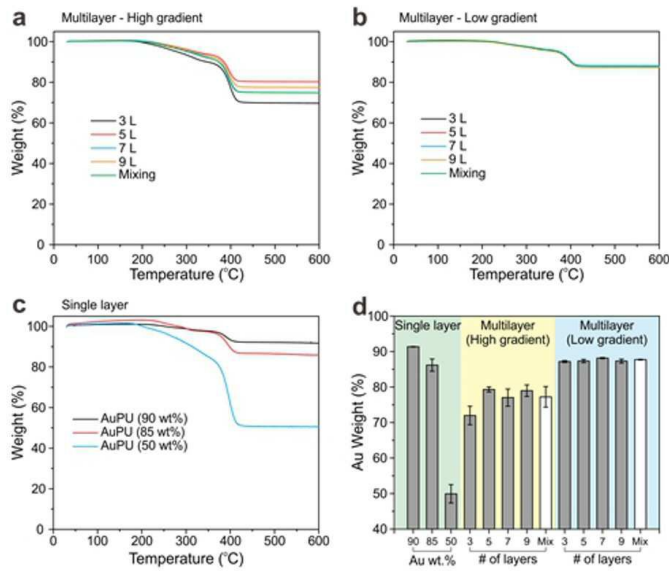 a
Multilayer - High gradient
100
80
60
40
20
0
Weight (%)
3 L
5 L
7 L
9 L
Mixing
0 100 200 300 400 500 600
Temperature (℃)
b
Multilayer - Low gradient
100
80
60
40
20
0
Weight (%)
3 L
5 L
7 L
9 L
Mixing
0 100 200 300 400 500 600
Temperature (℃)
c
Single layer
100
80
60
40
20
0
Weight (%)
AuPU (90 wt%)
AuPU (85 wt%)
AuPU (50 wt%)
0 100 200 300 400 500 600
Temperature (℃)
d
100
90
80
70
60
50
40
Au Weight (%)
Single layer
Multilayer
(High gradient)
Multilayer
(Low gradient)
90 85 50 3 5 7 9 Mix 3 5 7 9 Mix
Au wt.% # of layers # of layers